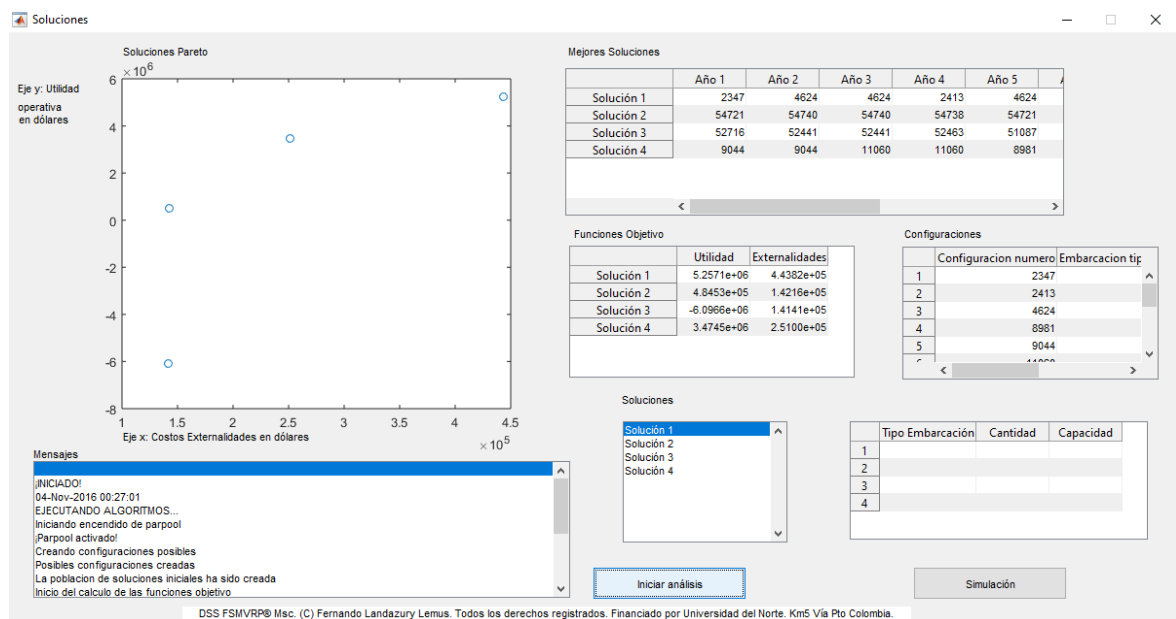 Soluciones
Soluciones Pareto
Eje y: Utilidad
operativa
en dólares
× 10^6
6
4
2
0
-2
-4
-6
-8
1 1.5 2 2.5 3 3.5 4 4.5
Eje x: Costos Externalidades en dólares
× 10^5
Mejores Soluciones
Año 1 Año 2 Año 3 Año 4 Año 5
Solución 1 2347 4624 4624 2413 4624
Solución 2 54721 54740 54740 54738 54721
Solución 3 52716 52441 52441 52463 51087
Solución 4 9044 9044 11060 11060 8981
Funciones Objetivo
Utilidad Externalidades
Solución 1 5.2571e+06 4.4382e+05
Solución 2 4.8453e+05 1.4216e+05
Solución 3 -6.0966e+06 1.4141e+05
Solución 4 3.4745e+06 2.5100e+05
Configuraciones
Configuracion numero Embarcacion tip
1 2347
2 2413
3 4624
4 8981
5 9044
Mensajes
¡INICIADO!
04-Nov-2016 00:27:01
EJECUTANDO ALGORITMOS...
Iniciando encendido de parpool
¡Parpool activado!
Creando configuraciones posibles
Posibles configuraciones creadas
La poblacion de soluciones iniciales ha sido creada
Inicio del calculo de las funciones objetivo
Soluciones
Solución 1
Solución 2
Solución 3
Solución 4
Tipo Embarcación Cantidad Capacidad
1
2
3
4
Iniciar análisis
Simulación
DSS FSMVRP® Msc. (C) Fernando Landazury Lemus. Todos los derechos registrados. Financiado por Universidad del Norte. Km5 Vía Pto Colombia.